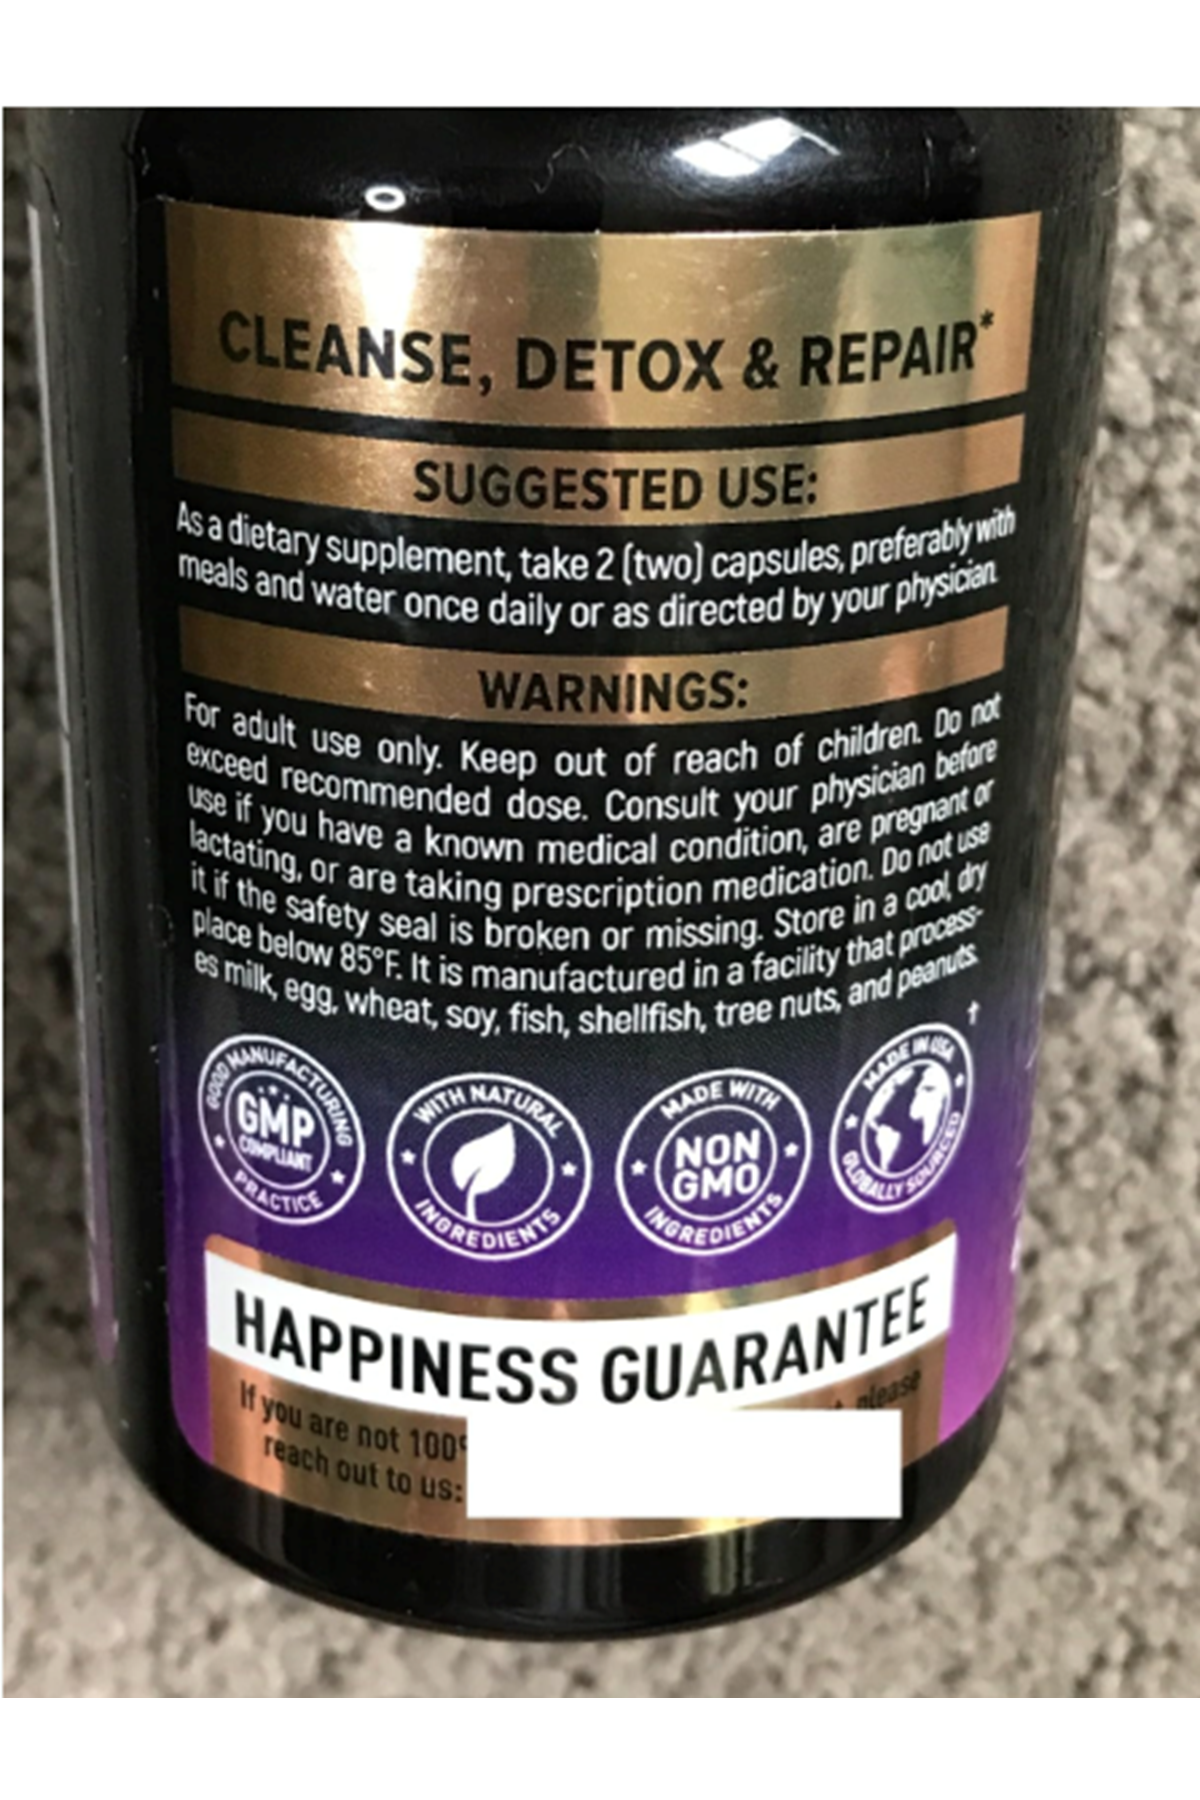 CLEANSE, DETOX & REPAIR*
SUGGESTED USE:
As a dietary supplement, take 2 (two) capsules, preferably with
meals and water once daily or as directed by your physician.
WARNINGS:
For adult use only. Keep out of reach of children. Do not
exceed recommended dose. Consult your physician before
use if you have a known medical condition, are pregnant or
lactating, or are taking prescription medication. Do not use
it if the safety seal is broken or missing. Store in a cool, dry
place below 85°F. It is manufactured in a facility that process-
es milk, egg, wheat, soy, fish, shellfish, tree nuts, and peanuts.
†
GOOD MANUFACTURING
GMP
COMPLIANT
PRACTICE
WITH NATURAL
INGREDIENTS
MADE WITH
NON
GMO
INGREDIENTS
MADE IN USA
GLOBALLY SOURCED
HAPPINESS GUARANTEE
If you are not 100 please
reach out to us: